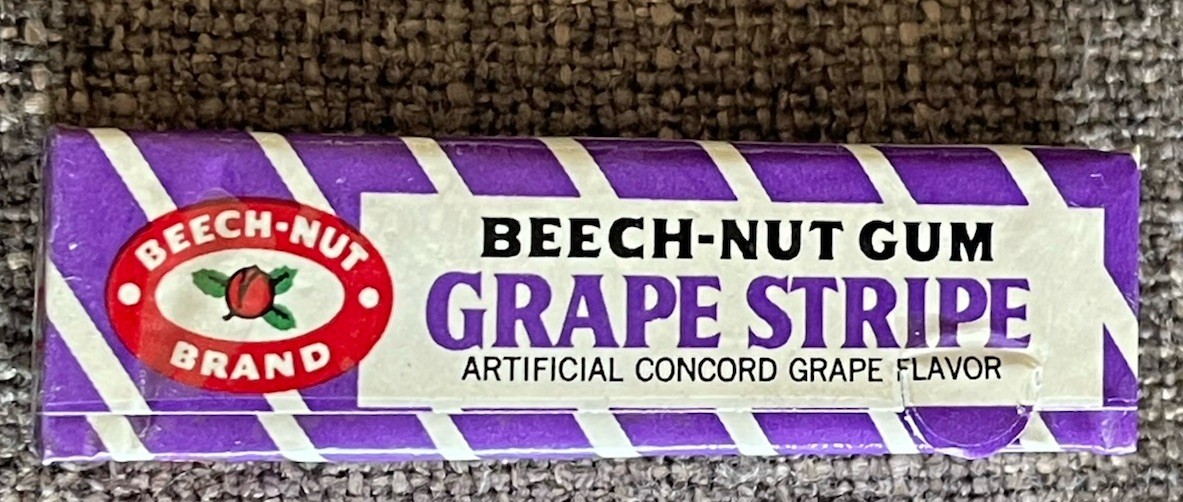 BEECH-NUT
BRAND
BEECH-NUT GUM
GRAPE STRIPE
ARTIFICIAL CONCORD GRAPE FLAVOR